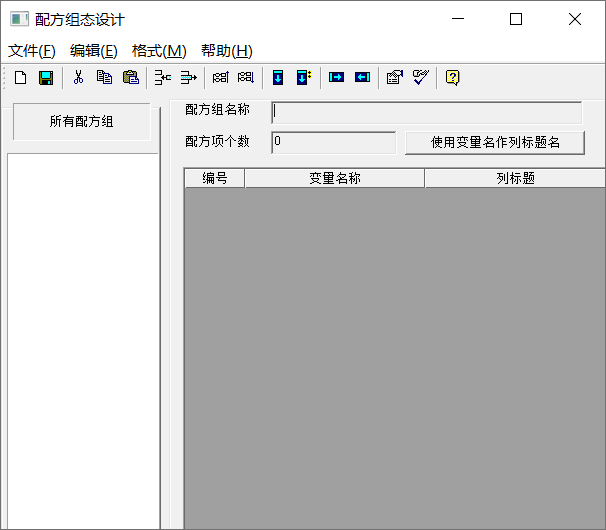 配方组态设计
文件(F) 编辑(E) 格式(M) 帮助(H)
所有配方组
配方组名称
配方项个数 0 使用变量名作列标题名
编号 变量名称 列标题